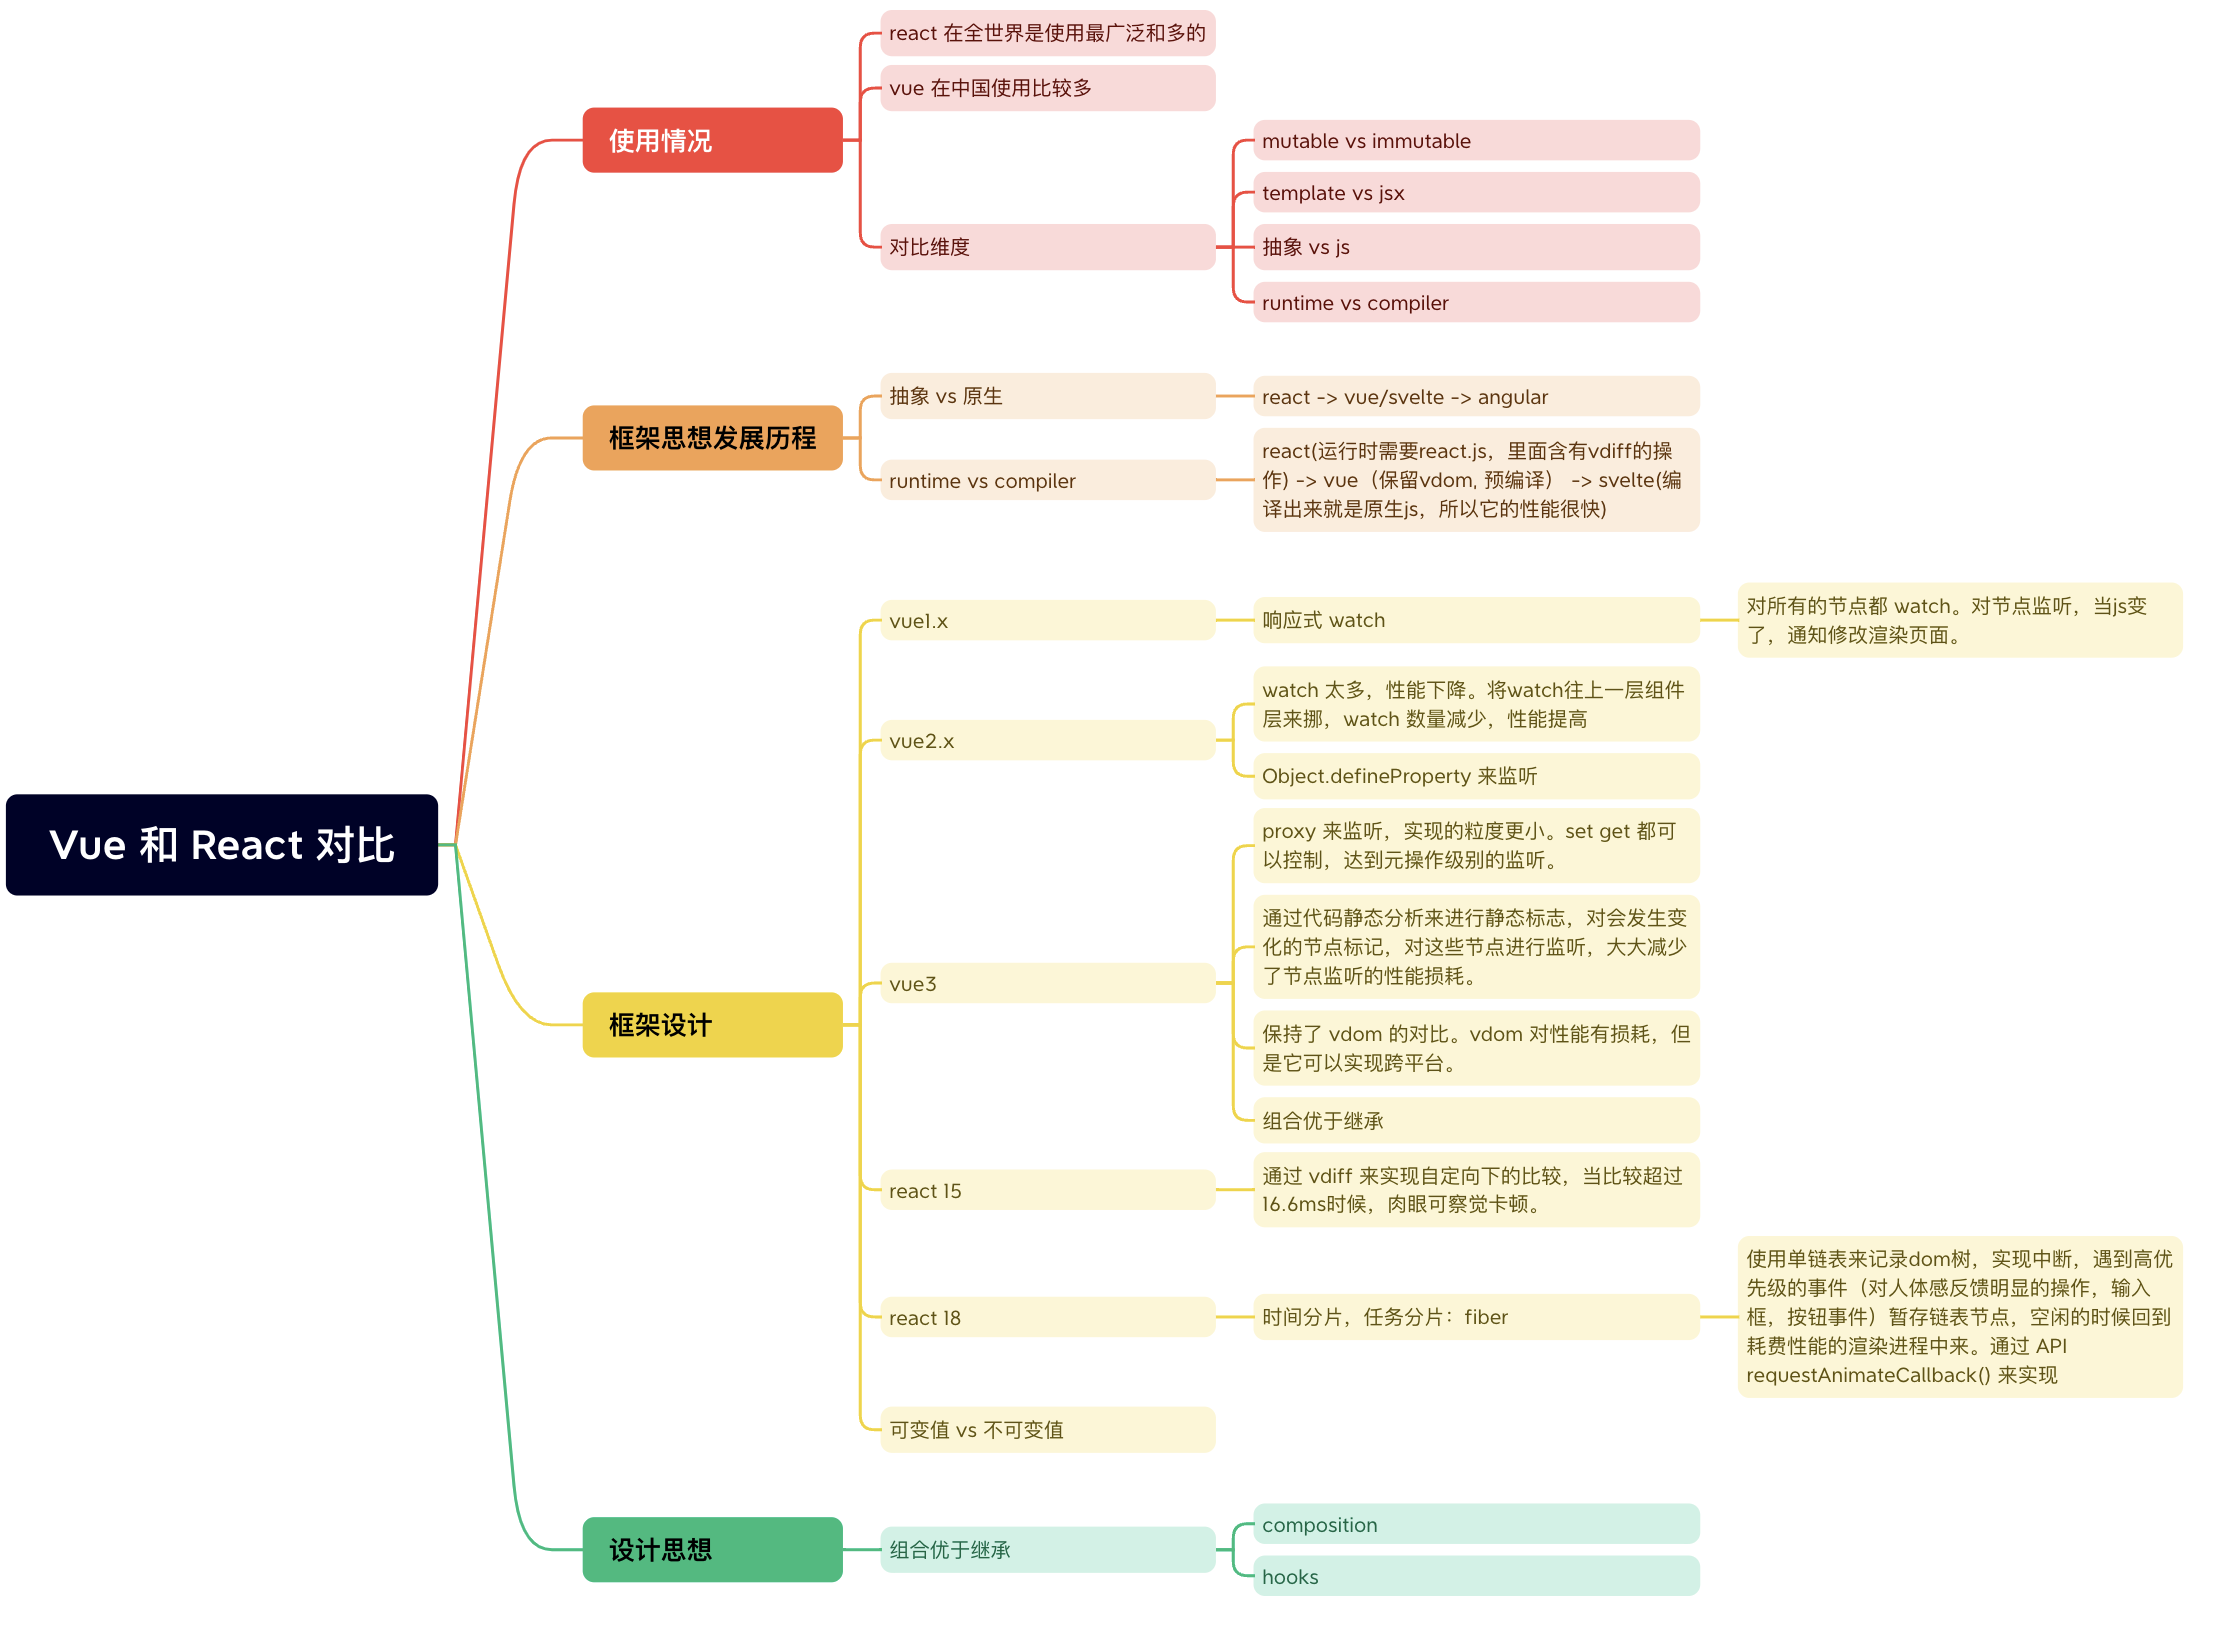 Vue 和 React 对比
使用情况
react 在全世界是使用最广泛和多的
vue 在中国使用比较多
对比维度
mutable vs immutable
template vs jsx
抽象 vs js
runtime vs compiler
框架思想发展历程
抽象 vs 原生
react -> vue/svelte -> angular
runtime vs compiler
react(运行时需要react.js，里面含有vdiff的操
作) -> vue（保留vdom, 预编译） -> svelte(编
译出来就是原生js，所以它的性能很快)
框架设计
vue1.x
响应式 watch
对所有的节点都 watch。对节点监听，当js变
了，通知修改渲染页面。
vue2.x
watch 太多，性能下降。将watch往上一层组件
层来挪，watch 数量减少，性能提高
Object.defineProperty 来监听
vue3
proxy 来监听，实现的粒度更小。set get 都可
以控制，达到元操作级别的监听。
通过代码静态分析来进行静态标志，对会发生变
化的节点标记，对这些节点进行监听，大大减少
了节点监听的性能损耗。
保持了 vdom 的对比。vdom 对性能有损耗，但
是它可以实现跨平台。
组合优于继承
react 15
通过 vdiff 来实现自定向下的比较，当比较超过
16.6ms时候，肉眼可察觉卡顿。
react 18
时间分片，任务分片：fiber
使用单链表来记录dom树，实现中断，遇到高优
先级的事件（对人体感反馈明显的操作，输入
框，按钮事件）暂存链表节点，空闲的时候回到
耗费性能的渲染进程中来。通过 API
requestAnimateCallback() 来实现
可变值 vs 不可变值
设计思想
组合优于继承
composition
hooks